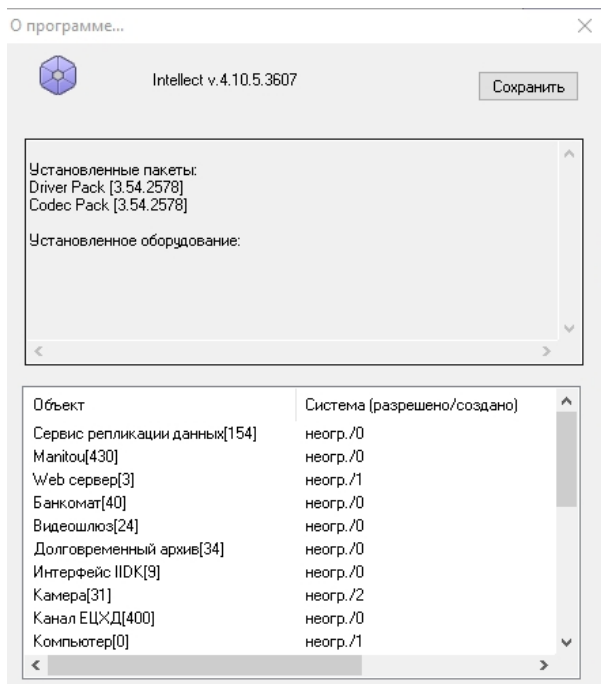 О программе...
Intellect v.4.10.5.3607
Сохранить
Установленные пакеты:
Driver Pack [3.54.2578]
Codec Pack [3.54.2578]
Установленное оборудование:
Объект Система (разрешено/создано)
Сервис репликации данных[154] неогр./0
Manitou[430] неогр./0
Web сервер[3] неогр./1
Банкомат[40] неогр./0
Видеошлюз[24] неогр./0
Долговременный архив[34] неогр./0
Интерфейс IIDK[9] неогр./0
Камера[31] неогр./2
Канал ЕЦХД[400] неогр./0
Компьютер[0] неогр./1